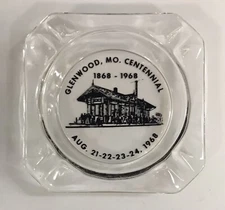 GLENWOOD, MO. CENTENNIAL
1868 - 1968
AUG. 21-22-23-24, 1968